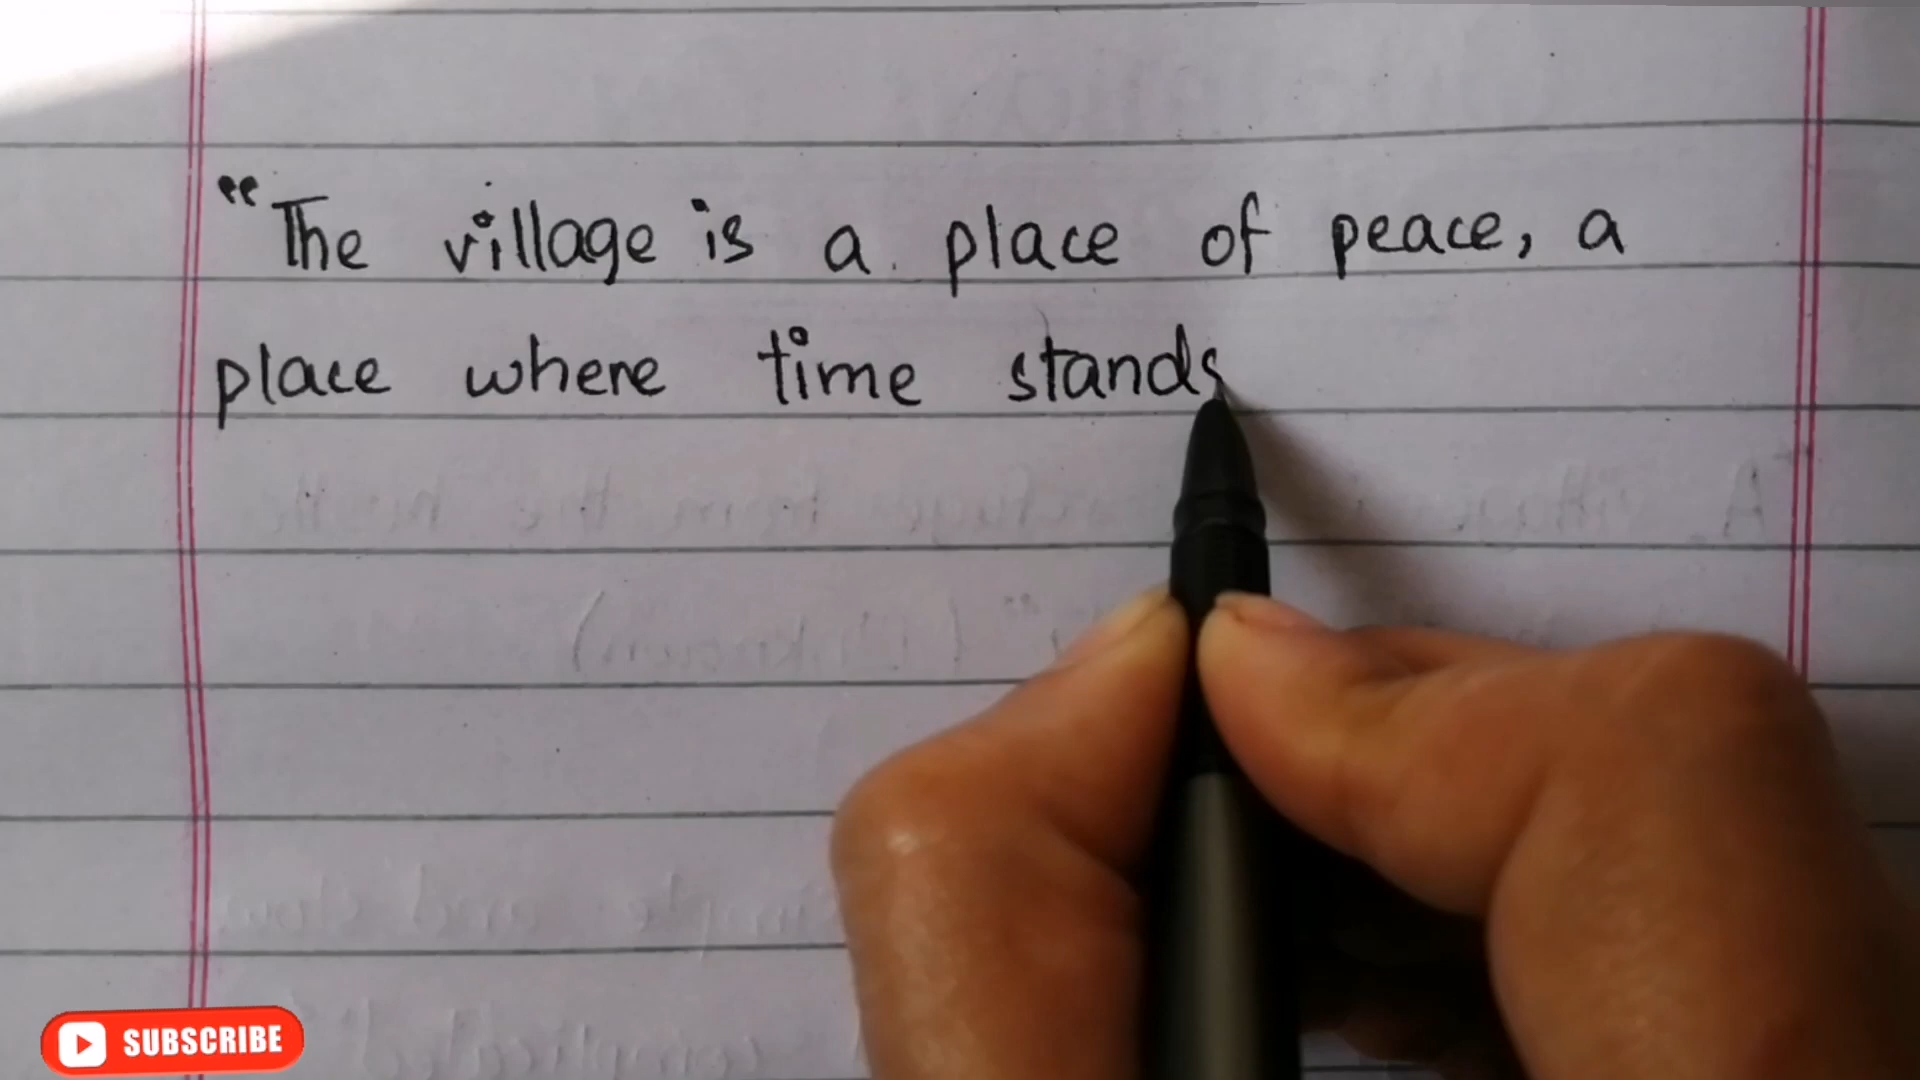 "The village is a place of peace, a
place where time stands
SUBSCRIBE